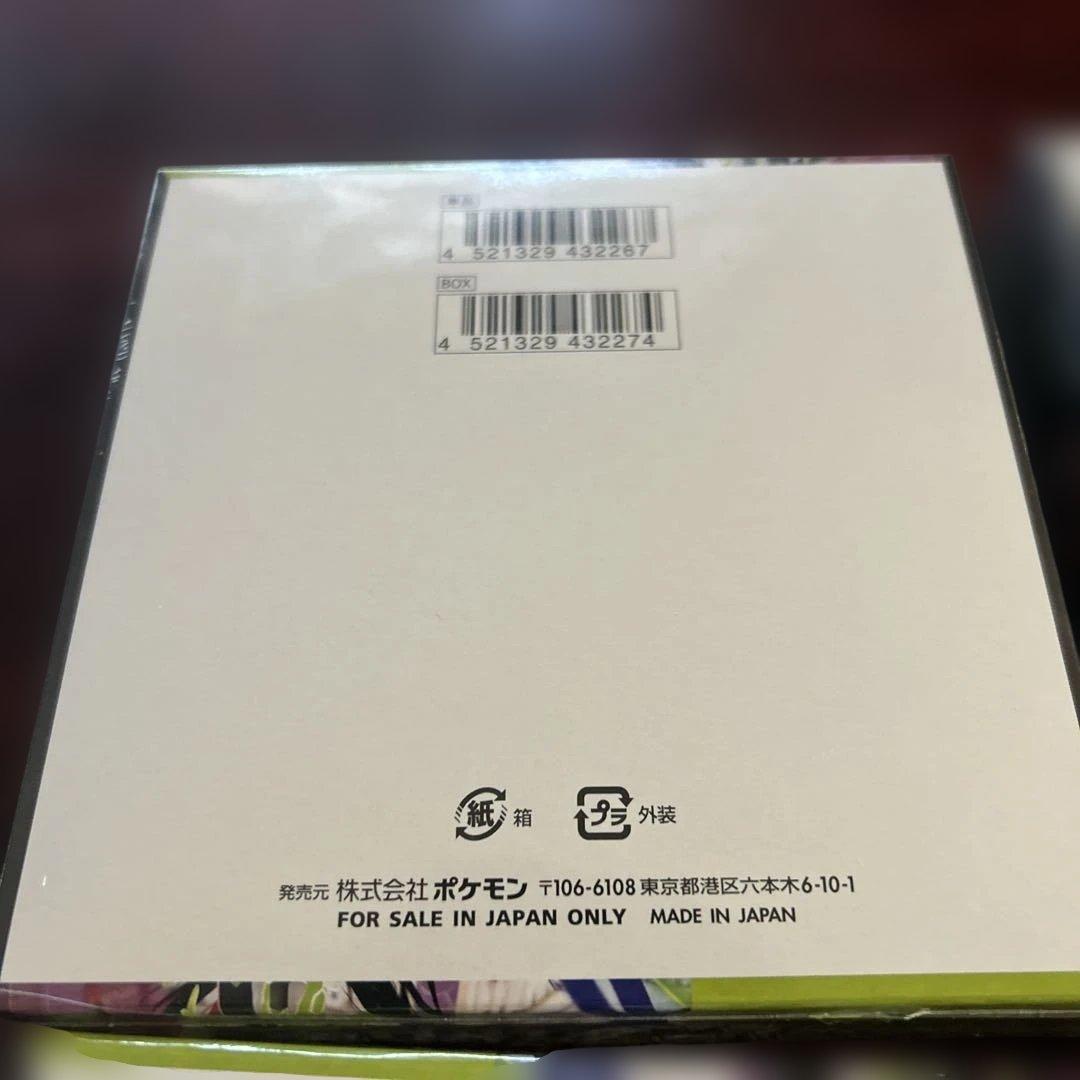 単品
4 521329 432267
BOX
4 521329 432274
紙 箱
プラ 外装
発売元 株式会社 ポケモン 〒106-6108 東京都港区六本木6-10-1
FOR SALE IN JAPAN ONLY MADE IN JAPAN